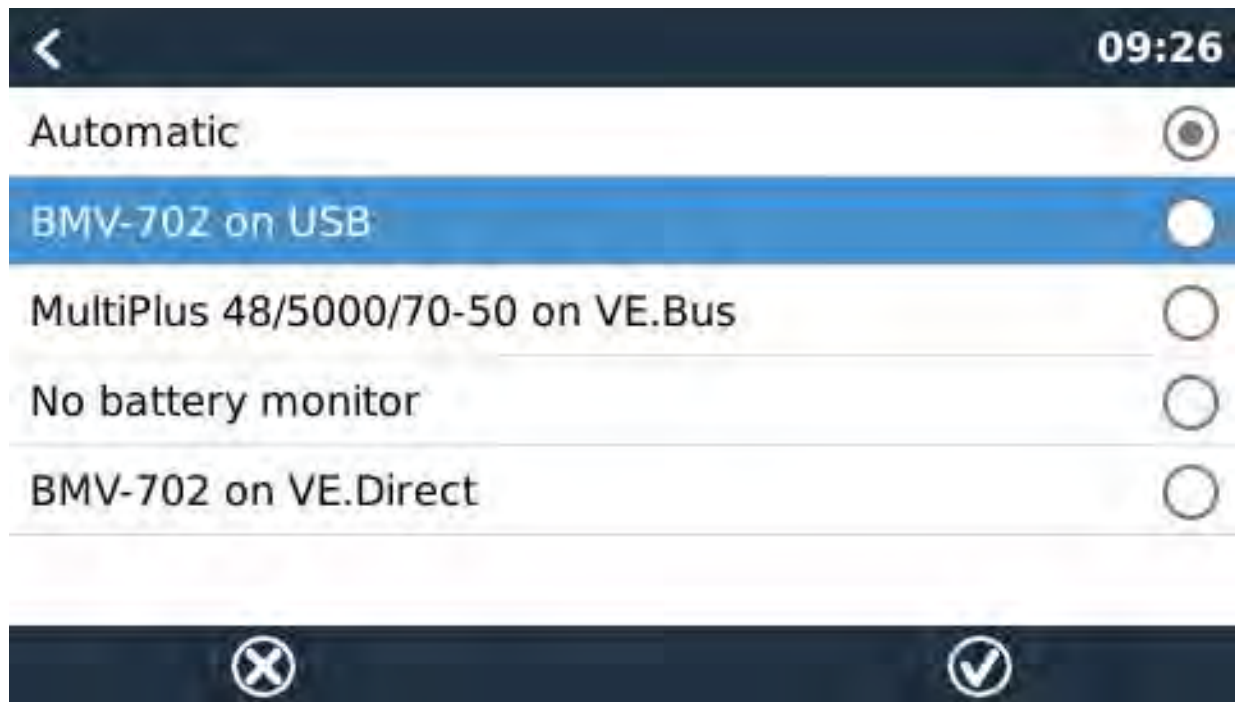 09:26
Automatic
BMV-702 on USB
MultiPlus 48/5000/70-50 on VE.Bus
No battery monitor
BMV-702 on VE.Direct